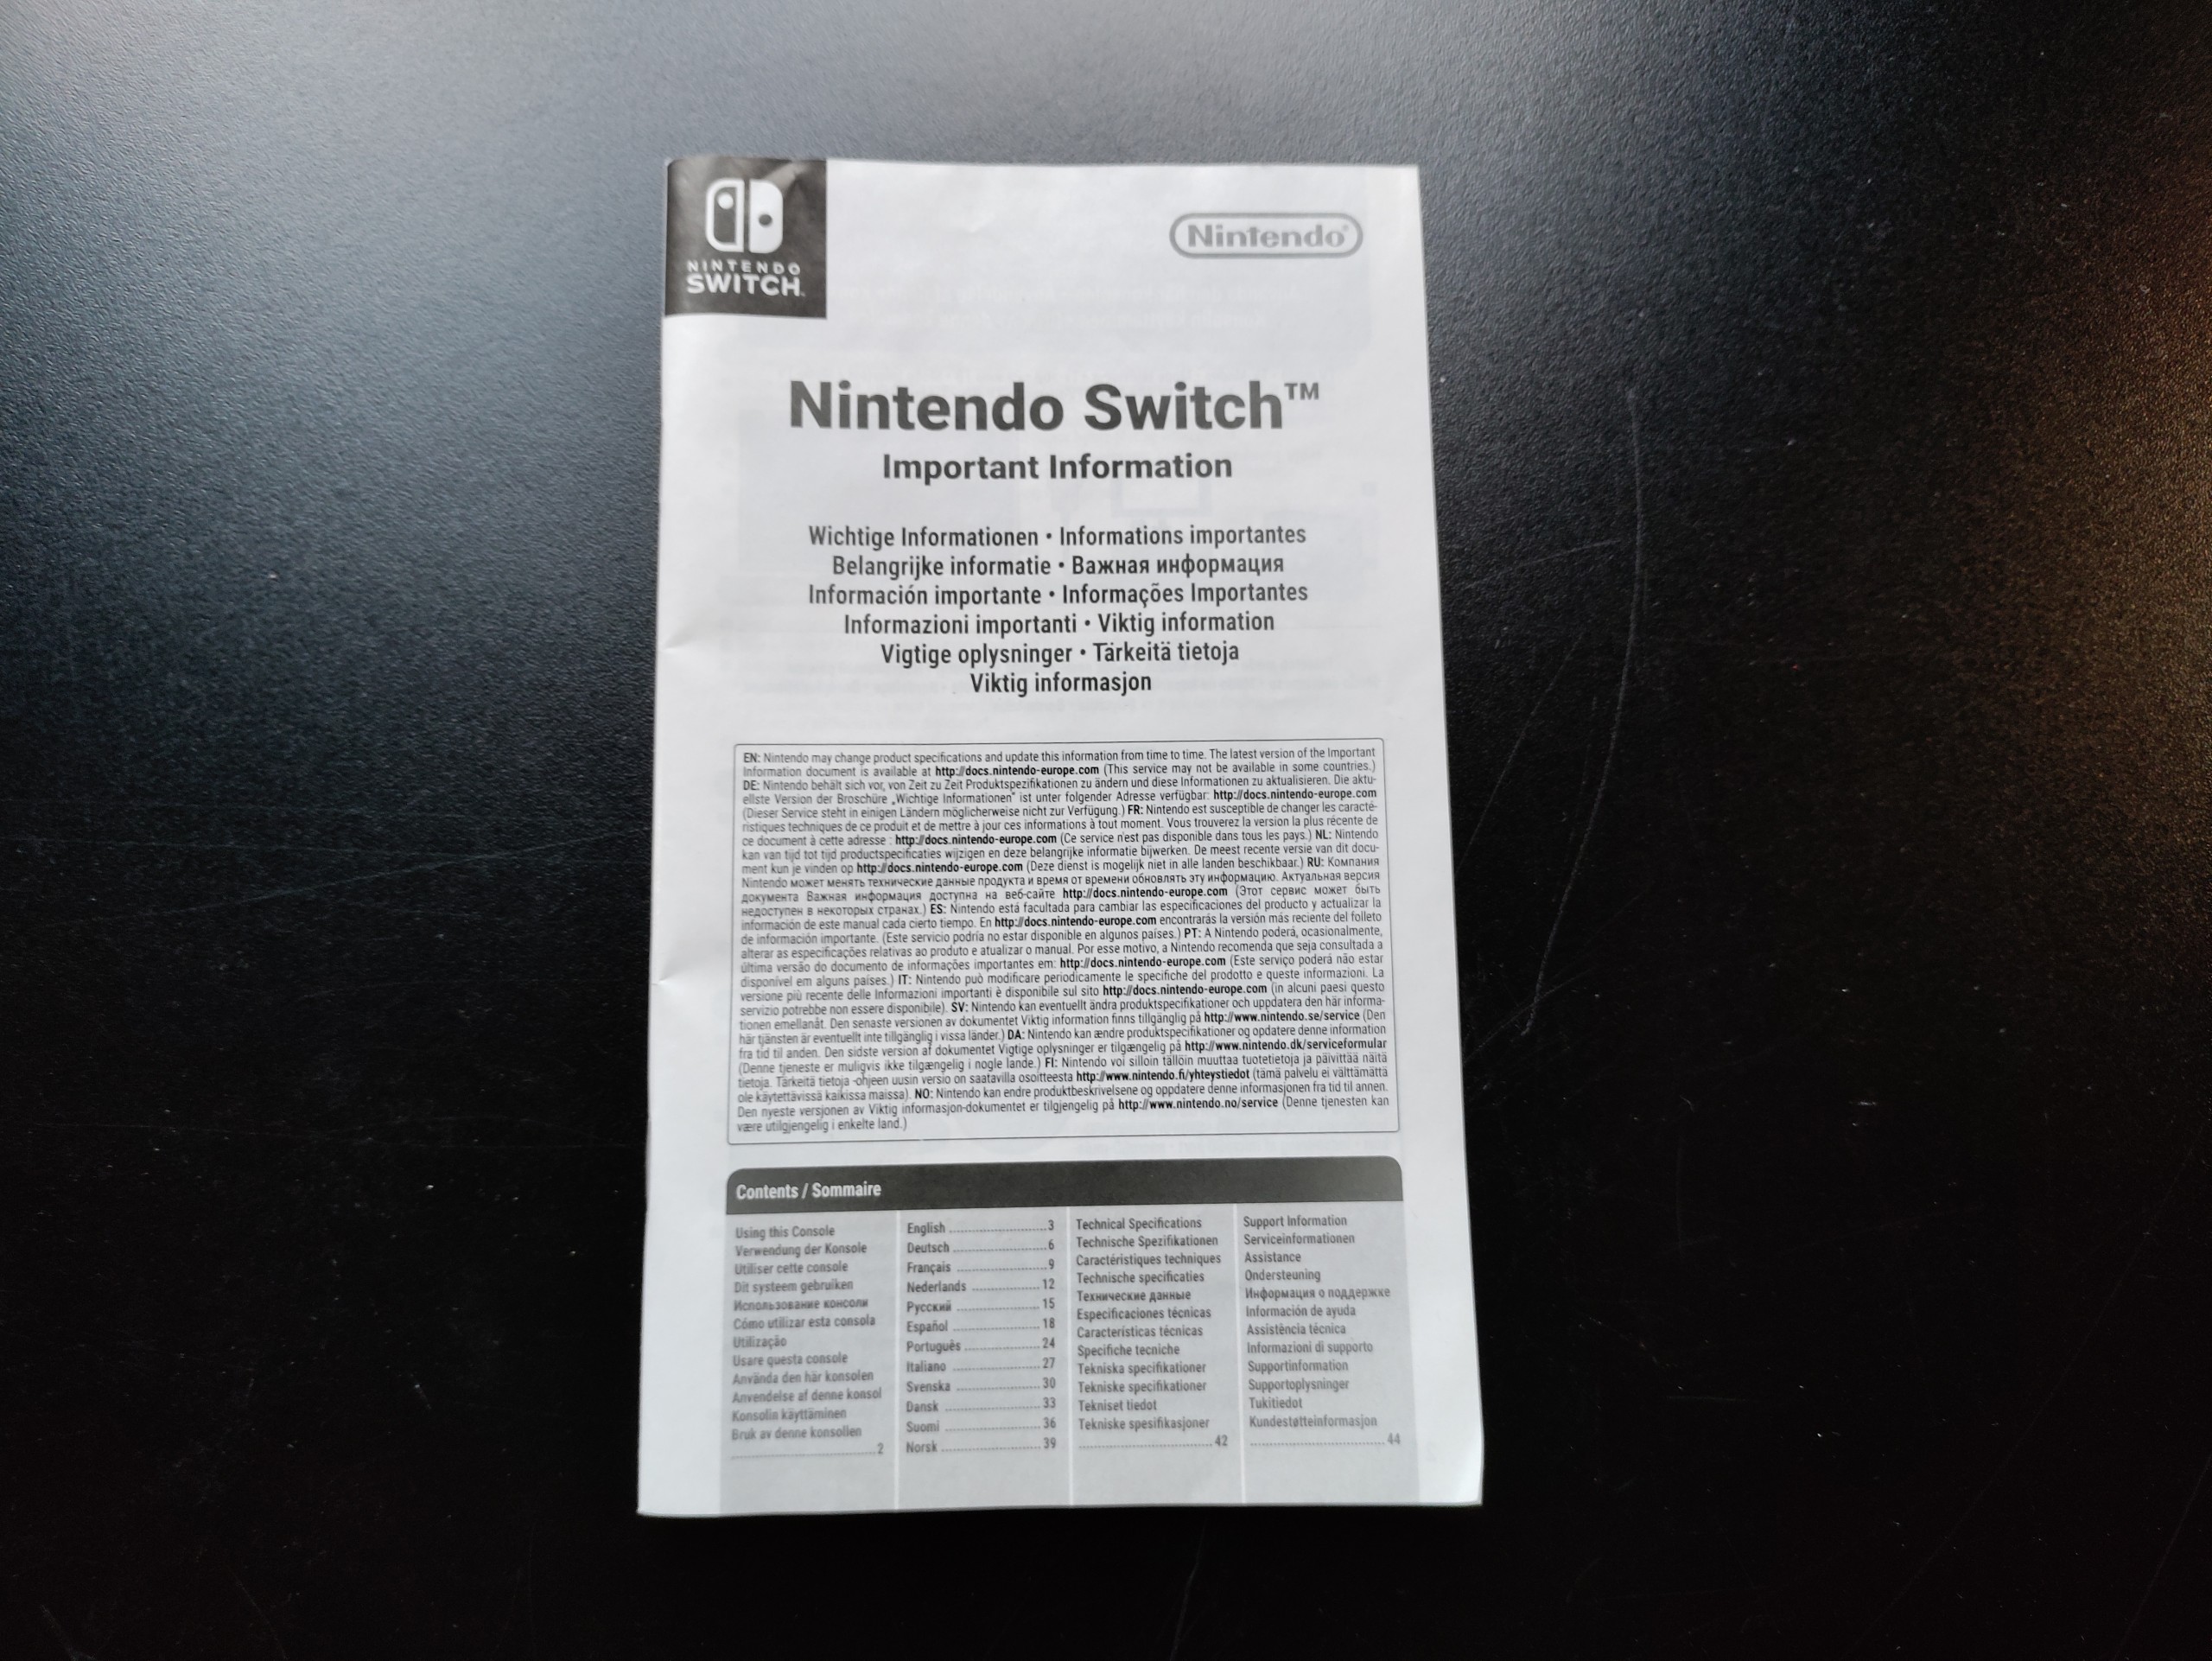 NINTENDO
SWITCH™
Nintendo®
Nintendo Switch™
Important Information
Wichtige Informationen • Informations importantes
Belangrijke informatie • Важная информация
Información importante • Informações Importantes
Informazioni importanti • Viktig information
Vigtige oplysninger • Tärkeitä tietoja
Viktig informasjon
EN: Nintendo may change product specifications and update this information from time to time. The latest version of the Important
Information document is available at http://docs.nintendo-europe.com (This service may not be available in some countries.)
DE: Nintendo behält sich vor, von Zeit zu Zeit Produktspezifikationen zu ändern und diese Informationen zu aktualisieren. Die aktu-
ellste Version der Broschüre „Wichtige Informationen“ ist unter folgender Adresse verfügbar: http://docs.nintendo-europe.com
(Dieser Service steht in einigen Ländern möglicherweise nicht zur Verfügung.) FR: Nintendo est susceptible de changer les caracté-
ristiques techniques de ce produit et de mettre à jour ces informations à tout moment. Vous trouverez la version la plus récente de
ce document à cette adresse : http://docs.nintendo-europe.com (Ce service n'est pas disponible dans tous les pays.) NL: Nintendo
kan van tijd tot tijd productspecificaties wijzigen en deze belangrijke informatie bijwerken. De meest recente versie van dit docu-
ment kun je vinden op http://docs.nintendo-europe.com (Deze dienst is mogelijk niet in alle landen beschikbaar.) RU: Компания
Nintendo может менять технические данные продукта и время от времени обновлять эту информацию. Актуальная версия
документа Важная информация доступна на веб-сайте http://docs.nintendo-europe.com (Этот сервис может быть
недоступен в некоторых странах.) ES: Nintendo está facultada para cambiar las especificaciones del producto y actualizar la
información de este manual cada cierto tiempo. En http://docs.nintendo-europe.com encontrarás la versión más reciente del folleto
de información importante. (Este servicio podría no estar disponible en algunos países.) PT: A Nintendo poderá, ocasionalmente,
alterar as especificações relativas ao produto e atualizar o manual. Por esse motivo, a Nintendo recomenda que seja consultada a
última versão do documento de informações importantes em: http://docs.nintendo-europe.com (Este serviço poderá não estar
disponível em alguns países.) IT: Nintendo può modificare periodicamente le specifiche del prodotto e queste informazioni. La
versione più recente delle Informazioni importanti è disponibile sul sito http://docs.nintendo-europe.com (in alcuni paesi questo
servizio potrebbe non essere disponibile). SV: Nintendo kan eventuellt ändra produktspecifikationer och uppdatera den här informa-
tionen emellanåt. Den senaste versionen av dokumentet Viktig information finns tillgänglig på http://www.nintendo.se/service (Den
här tjänsten är eventuellt inte tillgänglig i vissa länder.) DA: Nintendo kan ændre produktspecifikationer og opdatere denne information
fra tid til anden. Den sidste version af dokumentet Vigtige oplysninger er tilgængelig på http://www.nintendo.dk/serviceformular
(Denne tjeneste er muligvis ikke tilgængelig i nogle lande.) FI: Nintendo voi silloin tällöin muuttaa tuotetietoja ja päivittää näitä
tietoja. Tärkeitä tietoja -ohjeen uusin versio on saatavilla osoitteesta http://www.nintendo.fi/yhteystiedot (tämä palvelu ei välttämättä
ole käytettävissä kaikissa maissa). NO: Nintendo kan endre produktbeskrivelsene og oppdatere denne informasjonen fra tid til annen.
Den nyeste versjonen av Viktig informasjon-dokumentet er tilgjengelig på http://www.nintendo.no/service (Denne tjenesten kan
være utilgjengelig i enkelte land.)
Contents / Sommaire
Using this Console
Verwendung der Konsole
Utiliser cette console
Dit systeem gebruiken
Использование консоли
Cómo utilizar esta consola
Utilização
Usare questa console
Använda den här konsolen
Anvendelse af denne konsol
Konsolin käyttäminen
Bruk av denne konsollen
........................................ 2
English .......................... 3
Deutsch ......................... 6
Français ......................... 9
Nederlands ................... 12
Русский ....................... 15
Español ........................ 18
Português .................... 24
Italiano ........................ 27
Svenska ....................... 30
Dansk .......................... 33
Suomi .......................... 36
Norsk ........................... 39
Technical Specifications
Technische Spezifikationen
Caractéristiques techniques
Technische specificaties
Технические данные
Especificaciones técnicas
Características técnicas
Specifiche tecniche
Tekniska specifikationer
Tekniske specifikationer
Tekniset tiedot
Tekniske spesifikasjoner
.................................... 42
Support Information
Serviceinformationen
Assistance
Ondersteuning
Информация о поддержке
Información de ayuda
Assistência técnica
Informazioni di supporto
Supportinformation
Supportoplysninger
Tukitiedot
Kundestøtteinformasjon
.................................... 44